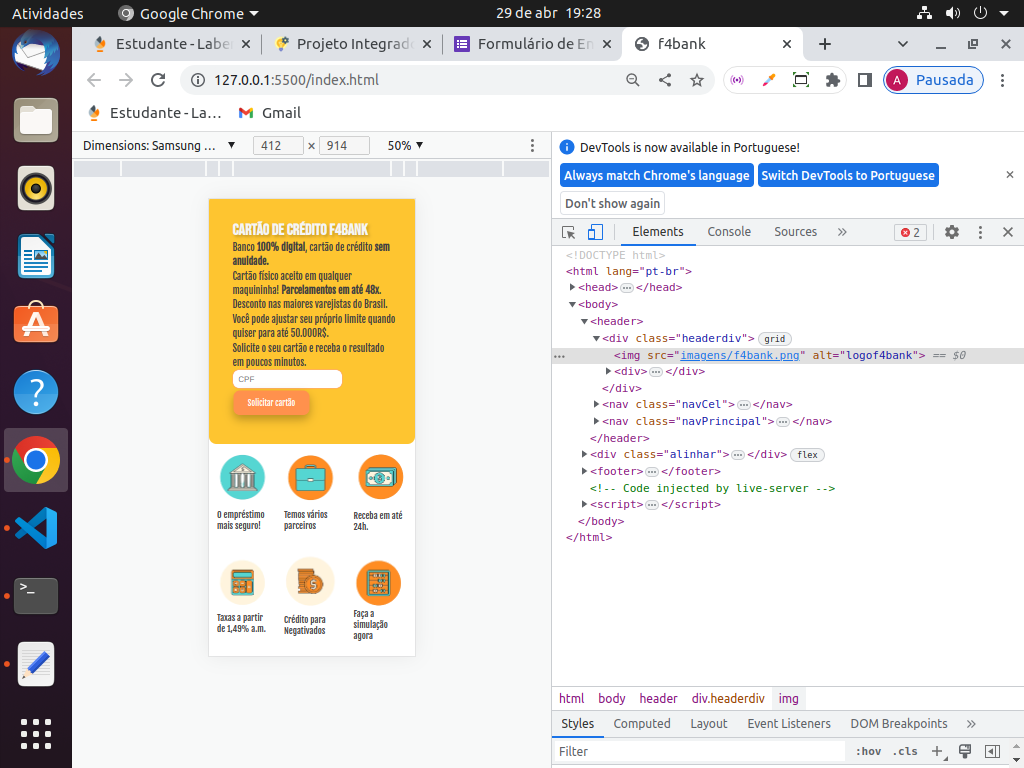 Atividades
Google Chrome
29 de abr 19:28
Estudante - Labe
Projeto Integrado
Formulário de En
f4bank
127.0.0.1:5500/index.html
A
Pausada
Estudante - La...
Gmail
Dimensions: Samsung ...
412
×
914
50%
DevTools is now available in Portuguese!
Always match Chrome's language
Switch DevTools to Portuguese
Don't show again
Elements
Console
Sources
2
CARTÃO DE CRÉDITO F4BANK
Banco 100% digital, cartão de crédito sem
anuidade.
Cartão físico aceito em qualquer
maquininha! Parcelamentos em até 48x.
Desconto nas maiores varejistas do Brasil.
Você pode ajustar seu próprio limite quando
quiser para até 50.000R$.
Solicite o seu cartão e receba o resultado
em poucos minutos.
CPF
Solicitar cartão
O empréstimo
mais seguro!
Temos vários
parceiros
Receba em até
24h.
Taxas a partir
de 1,49% a.m.
Crédito para
Negativados
Faça a
simulação
agora
<!DOCTYPE html>
<html lang="pt-br">
<head> … </head>
<body>
<header>
<div class="headerdiv"> grid
<img src="imagens/f4bank.png" alt="logof4bank"> == $0
<div> … </div>
</div>
<nav class="navCel"> … </nav>
<nav class="navPrincipal"> … </nav>
</header>
<div class="alinhar"> … </div> flex
<footer> … </footer>
<!-- Code injected by live-server -->
<script> … </script>
</body>
</html>
html body header div.headerdiv img
Styles
Computed
Layout
Event Listeners
DOM Breakpoints
Filter
:hov
.cls